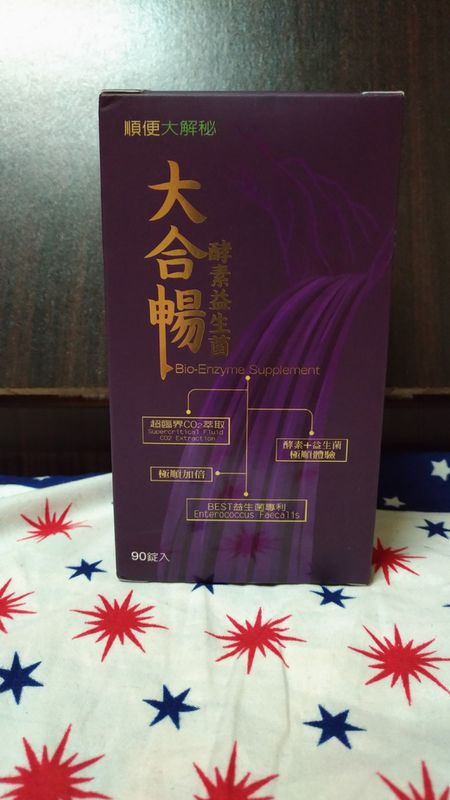 順便大解秘
大合暢
酵素益生菌
Bio-Enzyme Supplement
超臨界CO₂萃取
Supercritical Fluid
CO2 Extraction
酵素+益生菌
極順體驗
極順加倍
BEST益生菌專利
Enterococcus Faecalis
90錠入